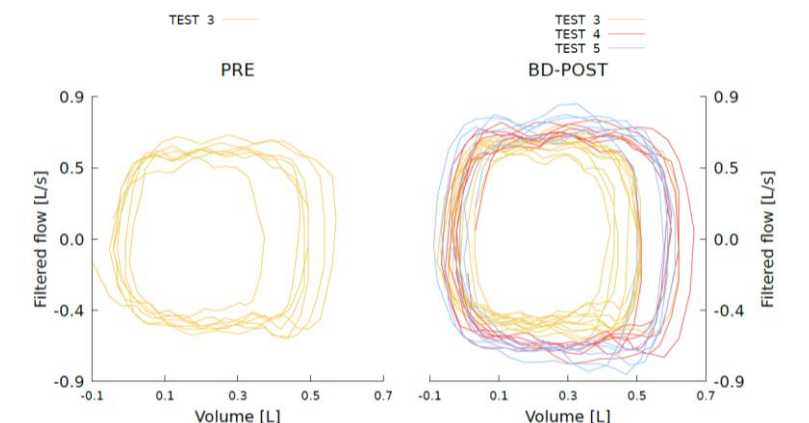 TEST 3
TEST 3
TEST 4
TEST 5
PRE
BD-POST
0.9
0.5
0.0
-0.4
-0.9
Filtered flow [L/s]
-0.1 0.1 0.3 0.5 0.7
Volume [L]
0.9
0.5
0.0
-0.4
-0.9
Filtered flow [L/s]
-0.1 0.1 0.3 0.5 0.7
Volume [L]